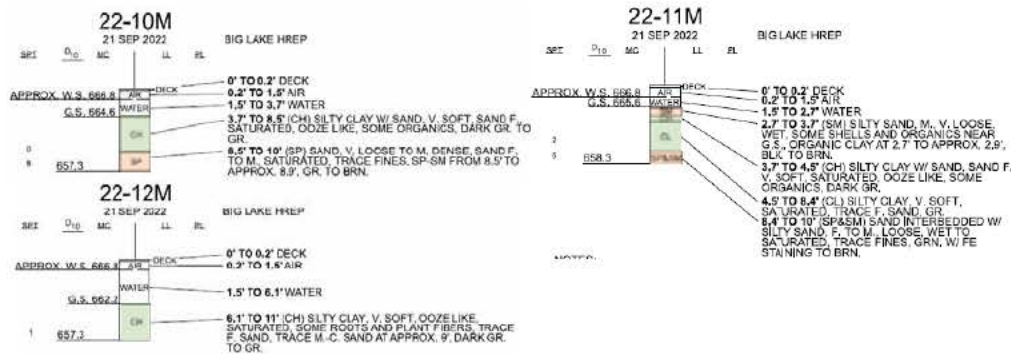 22-10M
21 SEP 2022
BIG LAKE HREP
SPT D10 MC LL PL
DECK
0' TO 0.2' DECK
APPROX. W.S. 666.8
AIR
0.2' TO 1.5' AIR
WATER
1.5' TO 3.7' WATER
G.S. 664.6
3.7' TO 8.5' (CH) SILTY CLAY W/ SAND, V. SOFT, SAND F.
SATURATED, OOZE LIKE, SOME ORGANICS, DARK GR. TO
GR.
CH
0
8.5' TO 10' (SP) SAND, V. LOOSE TO M. DENSE, SAND F.
TO M., SATURATED, TRACE FINES, SP-SM FROM 8.5' TO
APPROX. 8.9', GR. TO BRN.
657.3
SP
22-12M
21 SEP 2022
BIG LAKE HREP
SPT D10 MC LL PL
DECK
0' TO 0.2' DECK
APPROX. W.S. 666.8
AIR
0.2' TO 1.5' AIR
WATER
1.5' TO 6.1' WATER
G.S. 662.2
6.1' TO 11' (CH) SILTY CLAY, V. SOFT, OOZE LIKE,
SATURATED, SOME ROOTS AND PLANT FIBERS, TRACE
F. SAND, TRACE M.-C. SAND AT APPROX. 9', DARK GR.
TO GR.
CH
1
657.3
22-11M
21 SEP 2022
BIG LAKE HREP
SPT D10 MC LL PL
DECK
0' TO 0.2' DECK
APPROX. W.S. 666.8
AIR
0.2' TO 1.5' AIR
G.S. 665.6
WATER
1.5' TO 2.7' WATER
2.7' TO 3.7' (SM) SILTY SAND, M., V. LOOSE,
WET, SOME SHELLS AND ORGANICS NEAR
G.S., ORGANIC CLAY AT 2.7' TO APPROX. 2.9',
BLK. TO BRN.
3.7' TO 4.5' (CH) SILTY CLAY W/ SAND, SAND F.
V. SOFT, SATURATED, OOZE LIKE, SOME
ORGANICS, DARK GR.
CL
2
4.5' TO 8.4' (CL) SILTY CLAY, V. SOFT,
SATURATED, TRACE F. SAND, GR.
658.3
SP&SM
8.4' TO 10' (SP&SM) SAND INTERBEDDED W/
SILTY SAND, F. TO M., LOOSE, WET TO
SATURATED, TRACE FINES, GRN. W/ FE
STAINING TO BRN.